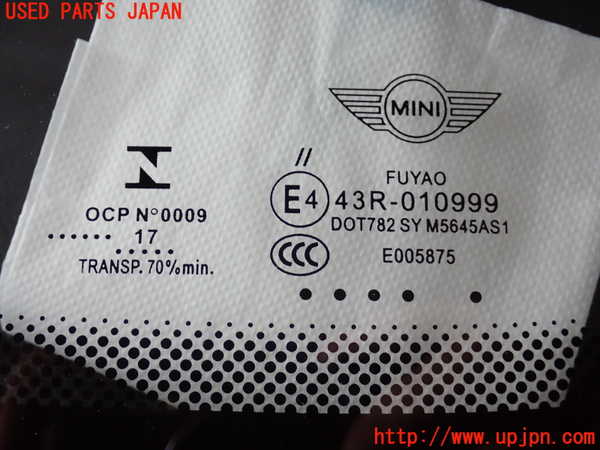 USED PARTS JAPAN
MINI
//
FUYAO
E4 43R-010999
DOT782 SY M5645AS1
CCC E005875
N
OCP N°0009
...... 17 .....
TRANSP. 70%min.
http://www.upjpn.com